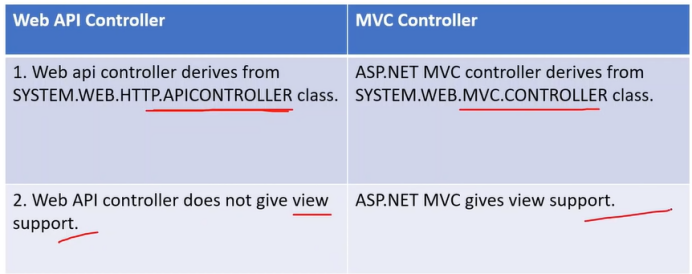 Web API Controller
MVC Controller
1. Web api controller derives from
SYSTEM.WEB.HTTP.APICONTROLLER class.
ASP.NET MVC controller derives from
SYSTEM.WEB.MVC.CONTROLLER class.
2. Web API controller does not give view
support.
ASP.NET MVC gives view support.